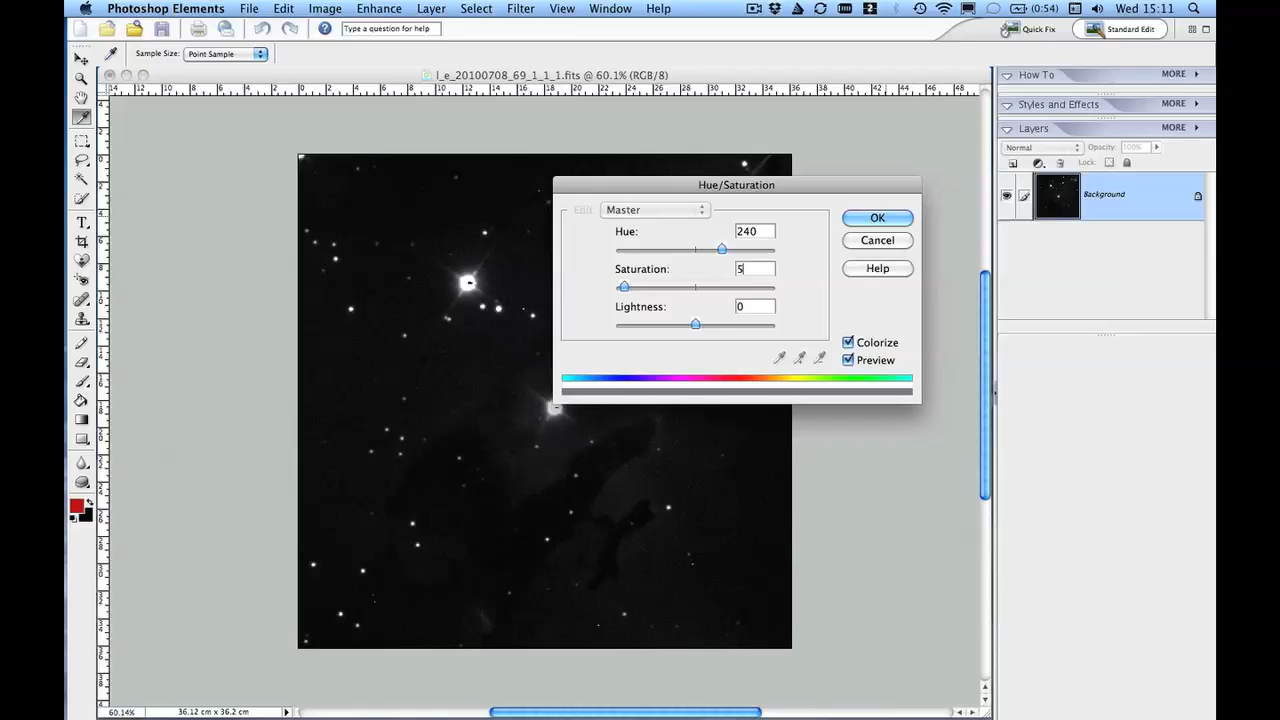 Photoshop Elements File Edit Image Enhance Layer Select Filter View Window Help 2 (0:54) Wed 15:11
Type a question for help Quick Fix Standard Edit
Sample Size: Point Sample
l_e_20100708_69_1_1_1.fits @ 60.1% (RGB/8)
How To MORE
Styles and Effects MORE
Layers MORE
Normal Opacity: 100%
Lock:
Background
Hue/Saturation
Edit: Master
Hue: 240
Saturation: 5
Lightness: 0
OK
Cancel
Help
Colorize
Preview
60.14% 36.12 cm x 36.2 cm